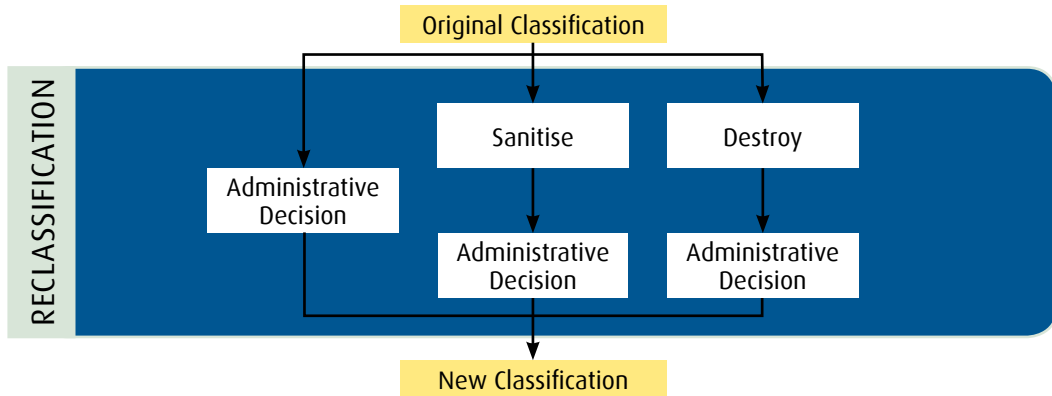 Original Classification
RECLASSIFICATION
Sanitise
Destroy
Administrative
Decision
Administrative
Decision
Administrative
Decision
New Classification